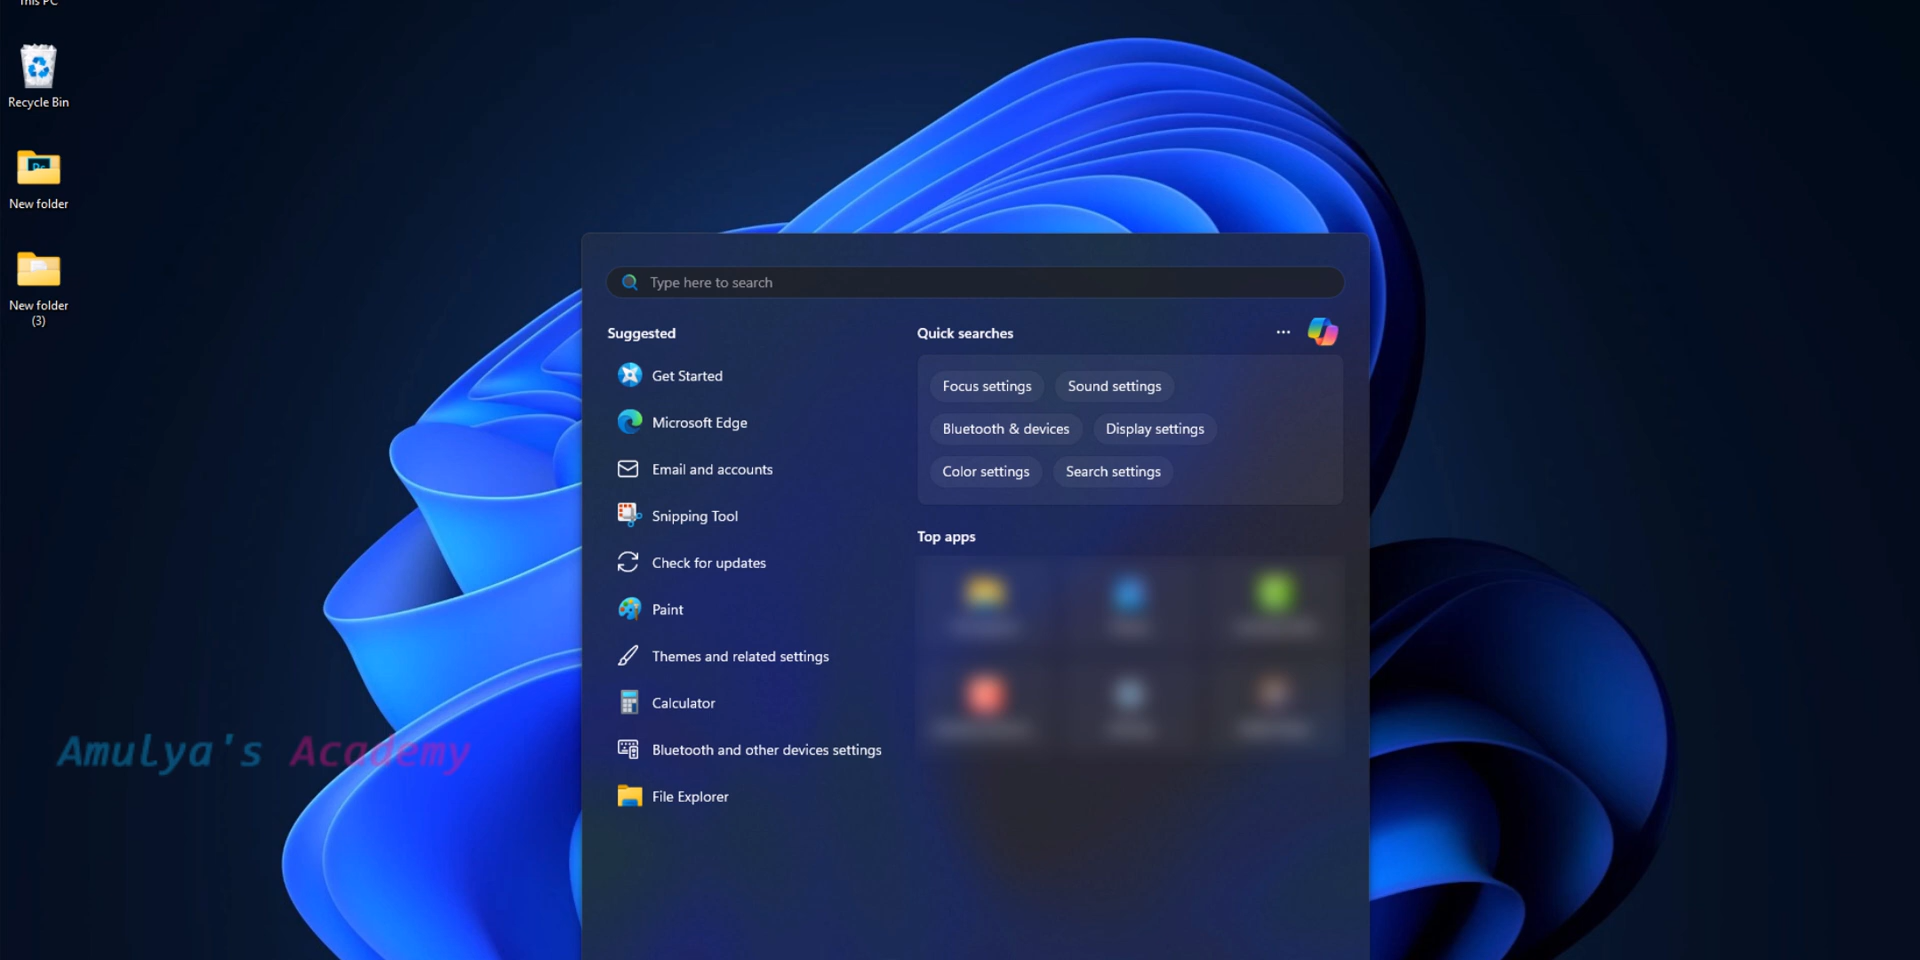 This PC
Recycle Bin
New folder
New folder
(3)
Type here to search
Suggested
Get Started
Microsoft Edge
Email and accounts
Snipping Tool
Check for updates
Paint
Themes and related settings
Calculator
Bluetooth and other devices settings
File Explorer
Quick searches
Focus settings
Sound settings
Bluetooth & devices
Display settings
Color settings
Search settings
Top apps
Amulya's Academy